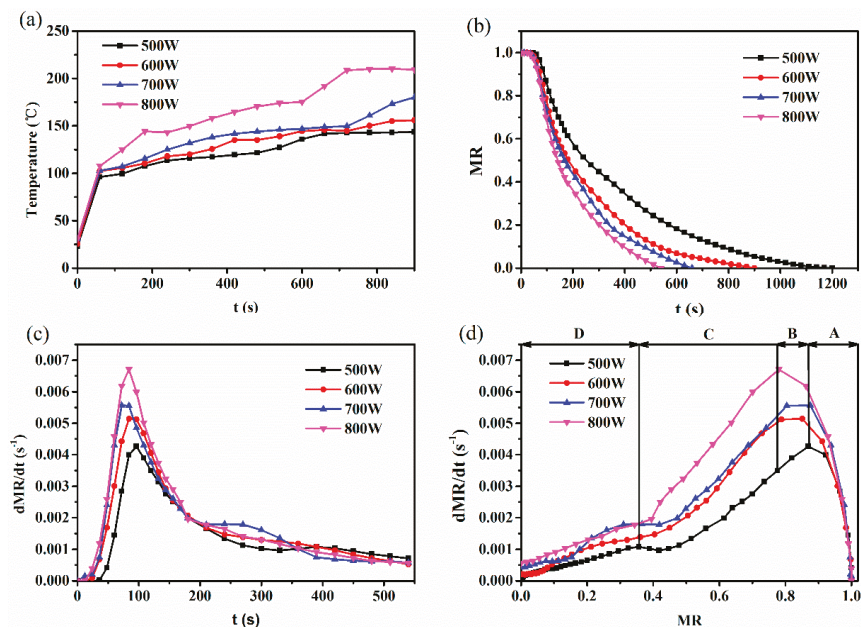 (a)
500W
600W
700W
800W
Temperature (℃)
250
200
150
100
50
0
0 200 400 600 800
t (s)
(b)
500W
600W
700W
800W
MR
1.0
0.8
0.6
0.4
0.2
0.0
0 200 400 600 800 1000 1200
t (s)
(c)
500W
600W
700W
800W
dMR/dt (s⁻¹)
0.007
0.006
0.005
0.004
0.003
0.002
0.001
0.000
0 100 200 300 400 500
t (s)
(d)
D C B A
500W
600W
700W
800W
dMR/dt (s⁻¹)
0.007
0.006
0.005
0.004
0.003
0.002
0.001
0.000
0.0 0.2 0.4 0.6 0.8 1.0
MR